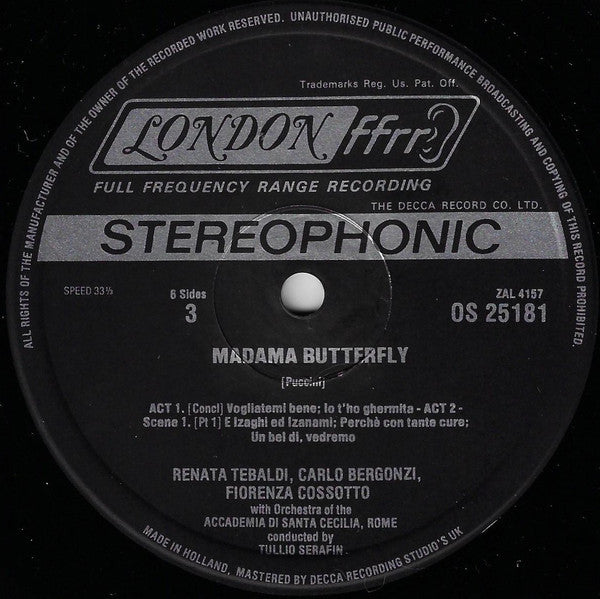 ALL RIGHTS OF THE MANUFACTURER AND OF THE OWNER OF THE RECORDED WORK RESERVED. UNAUTHORISED PUBLIC PERFORMANCE BROADCASTING AND COPYING OF THIS RECORD PROHIBITED.
Trademarks Reg. Us. Pat. Off.
LONDON ffrr
FULL FREQUENCY RANGE RECORDING
THE DECCA RECORD CO. LTD.
STEREOPHONIC
SPEED 33⅓
6 Sides
3
ZAL 4157
OS 25181
MADAMA BUTTERFLY
[Puccini]
ACT 1. [Concl] Vogliatemi bene; Io t'ho ghermita - ACT 2 -
Scene 1. [Pt 1] E Izaghi ed Izanami; Perchè con tante cure;
Un bel di, vedremo
RENATA TEBALDI, CARLO BERGONZI,
FIORENZA COSSOTTO
with Orchestra of the
ACCADEMIA DI SANTA CECILIA, ROME
conducted by
TULLIO SERAFIN
MADE IN HOLLAND, MASTERED BY DECCA RECORDING STUDIO'S UK